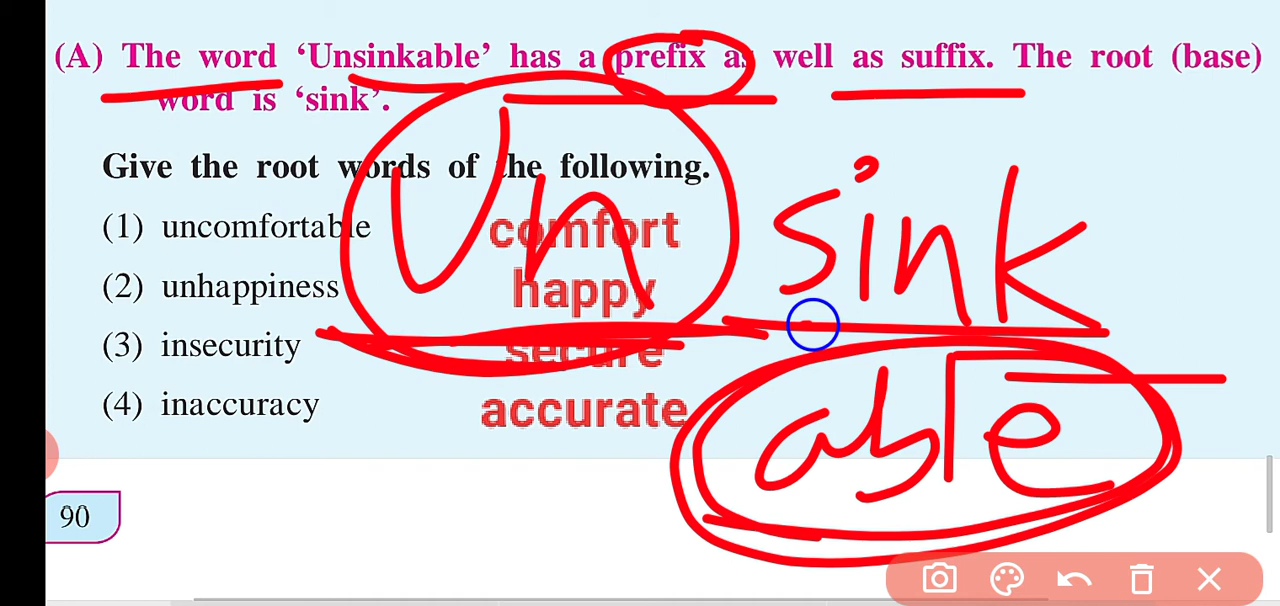 (A) The word ‘Unsinkable’ has a prefix as well as suffix. The root (base)
word is ‘sink’.
Give the root words of the following.
(1) uncomfortable comfort
(2) unhappiness happy
(3) insecurity secure
(4) inaccuracy accurate
Un sink
able
90